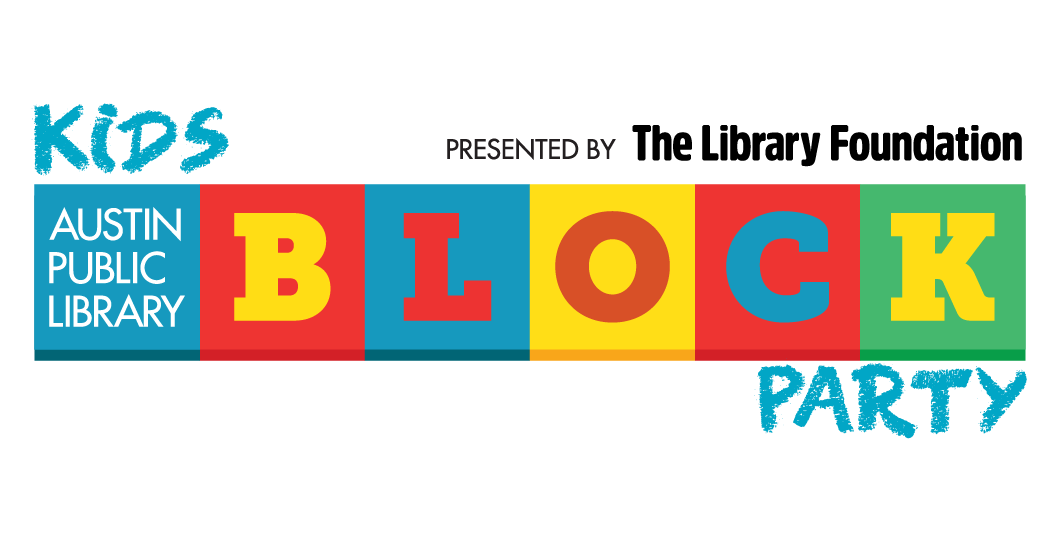 KiDS
PRESENTED BY The Library Foundation
AUSTIN
PUBLIC
LIBRARY
BLOCK
PARTY